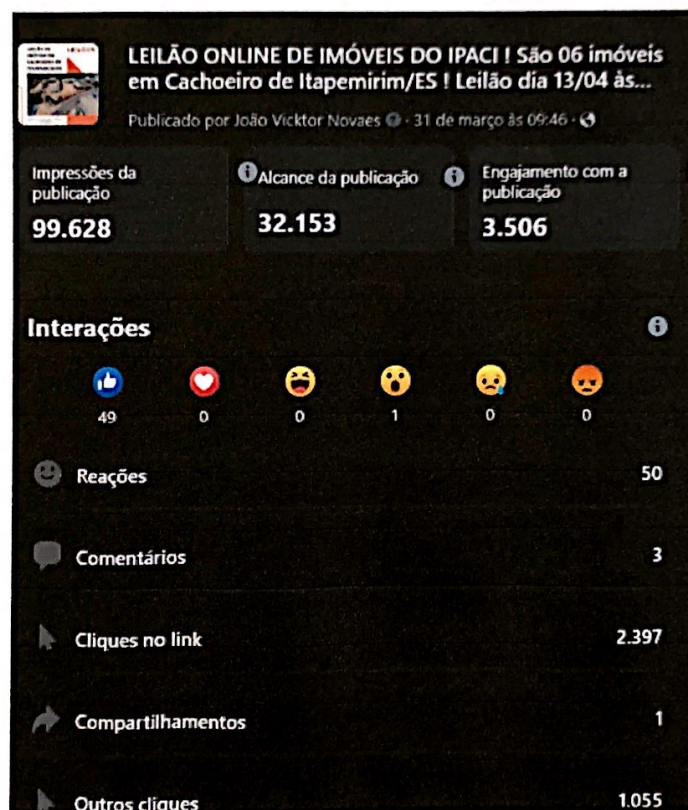 LEILÃO ONLINE DE IMÓVEIS DO IPACI ! São 06 imóveis
em Cachoeiro de Itapemirim/ES ! Leilão dia 13/04 às...
Publicado por João Vicktor Novaes · 31 de março às 09:46 ·
Impressões da
publicação
99.628
Alcance da publicação
32.153
Engajamento com a
publicação
3.506
Interações
49
0
0
1
0
0
Reações
50
Comentários
3
Cliques no link
2.397
Compartilhamentos
1
Outros cliques
1.055